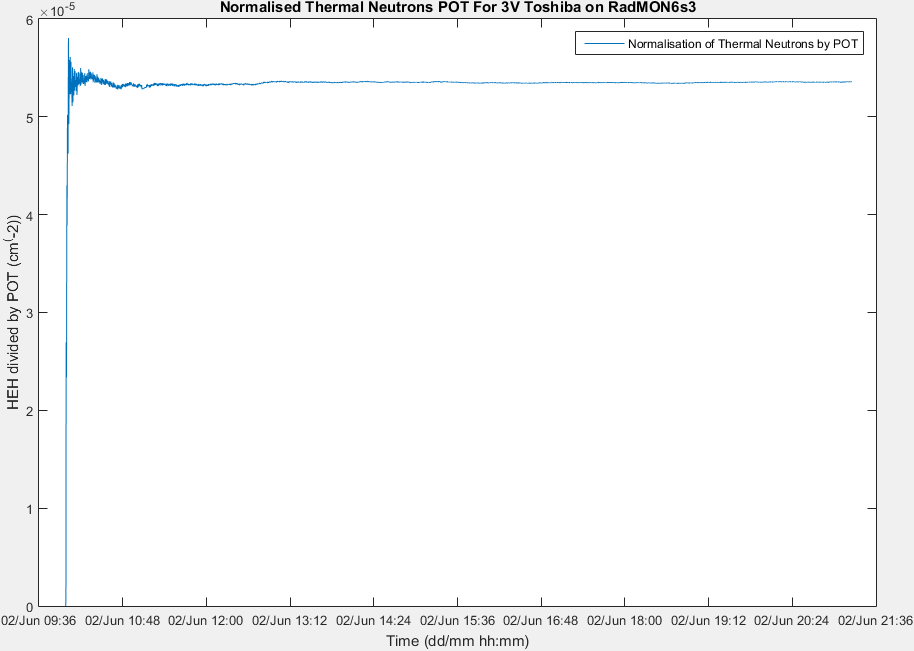 Normalised Thermal Neutrons POT For 3V Toshiba on RadMON6s3
×10^-5
Normalisation of Thermal Neutrons by POT
6
5
4
3
2
1
0
HEH divided by POT (cm^(-2))
02/Jun 09:36 02/Jun 10:48 02/Jun 12:00 02/Jun 13:12 02/Jun 14:24 02/Jun 15:36 02/Jun 16:48 02/Jun 18:00 02/Jun 19:12 02/Jun 20:24 02/Jun 21:36
Time (dd/mm hh:mm)